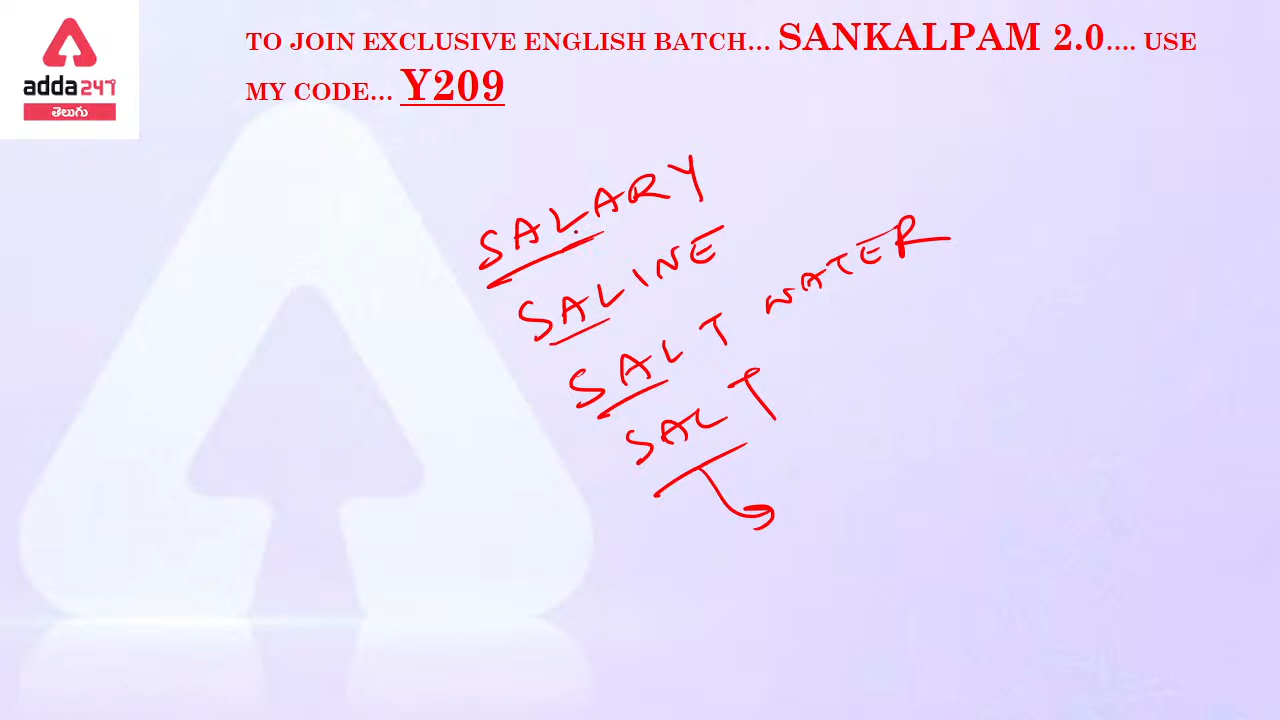 adda247
తెలుగు
TO JOIN EXCLUSIVE ENGLISH BATCH... SANKALPAM 2.0.... USE
MY CODE... Y209
SALARY
SALINE
SALT WATER
SALT